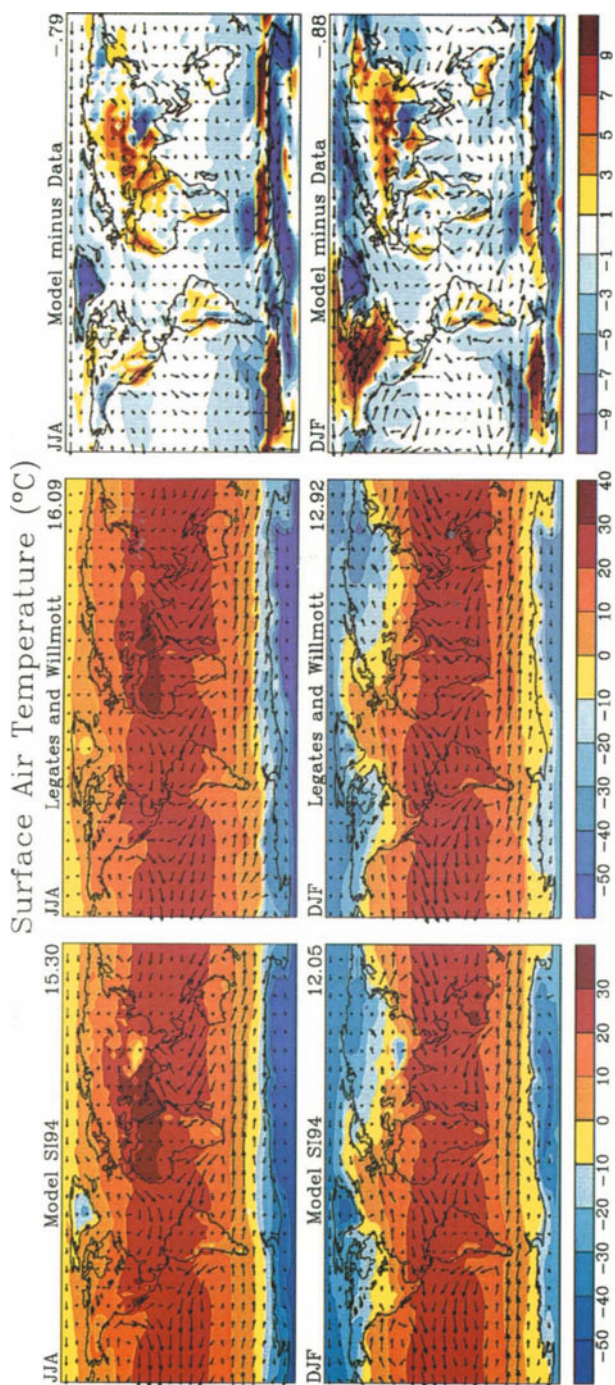 Surface Air Temperature (°C)
JJA Model SI94 15.30
JJA Legates and Willmott 16.09
JJA Model minus Data -.79
DJF Model SI94 12.05
DJF Legates and Willmott 12.92
DJF Model minus Data -.88
-50 -40 -30 -20 -10 0 10 20 30
-50 -40 -30 -20 -10 0 10 20 30 40
-9 -7 -5 -3 -1 1 3 5 7 9